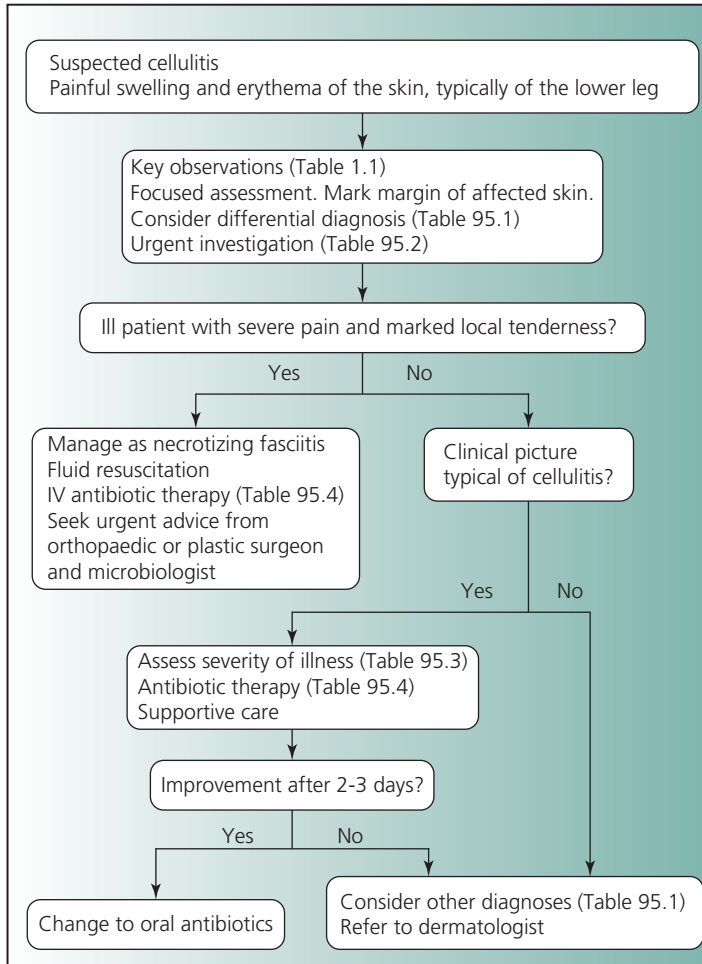 Suspected cellulitis
Painful swelling and erythema of the skin, typically of the lower leg
Key observations (Table 1.1)
Focused assessment. Mark margin of affected skin.
Consider differential diagnosis (Table 95.1)
Urgent investigation (Table 95.2)
Ill patient with severe pain and marked local tenderness?
Yes
No
Manage as necrotizing fasciitis
Fluid resuscitation
IV antibiotic therapy (Table 95.4)
Seek urgent advice from
orthopaedic or plastic surgeon
and microbiologist
Clinical picture
typical of cellulitis?
Yes
No
Assess severity of illness (Table 95.3)
Antibiotic therapy (Table 95.4)
Supportive care
Improvement after 2-3 days?
Yes
No
Change to oral antibiotics
Consider other diagnoses (Table 95.1)
Refer to dermatologist